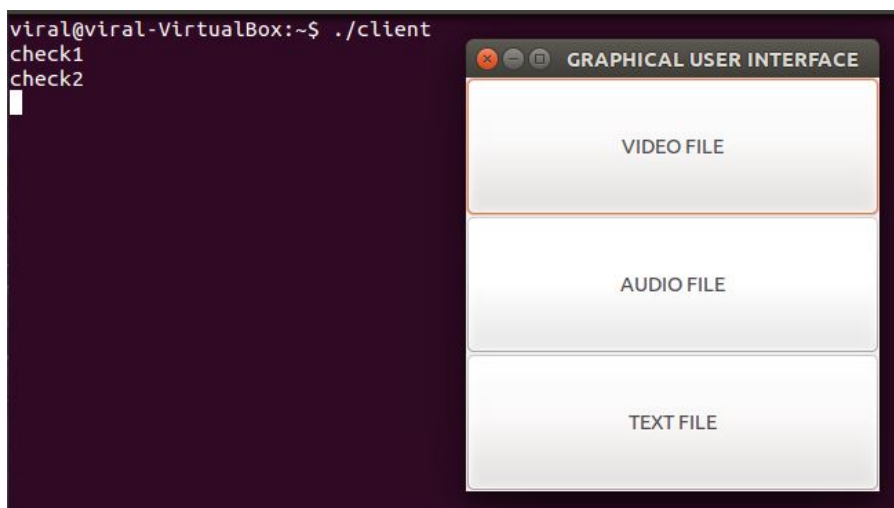 viral@viral-VirtualBox:~$ ./client
check1
check2
GRAPHICAL USER INTERFACE
VIDEO FILE
AUDIO FILE
TEXT FILE